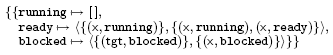 {{running ↦ [],
ready ↦ ⟨{(x, running)}, {(x, running), (x, ready)}⟩,
blocked ↦ ⟨{{(tgt, blocked)}, {(x, blocked)}⟩}}